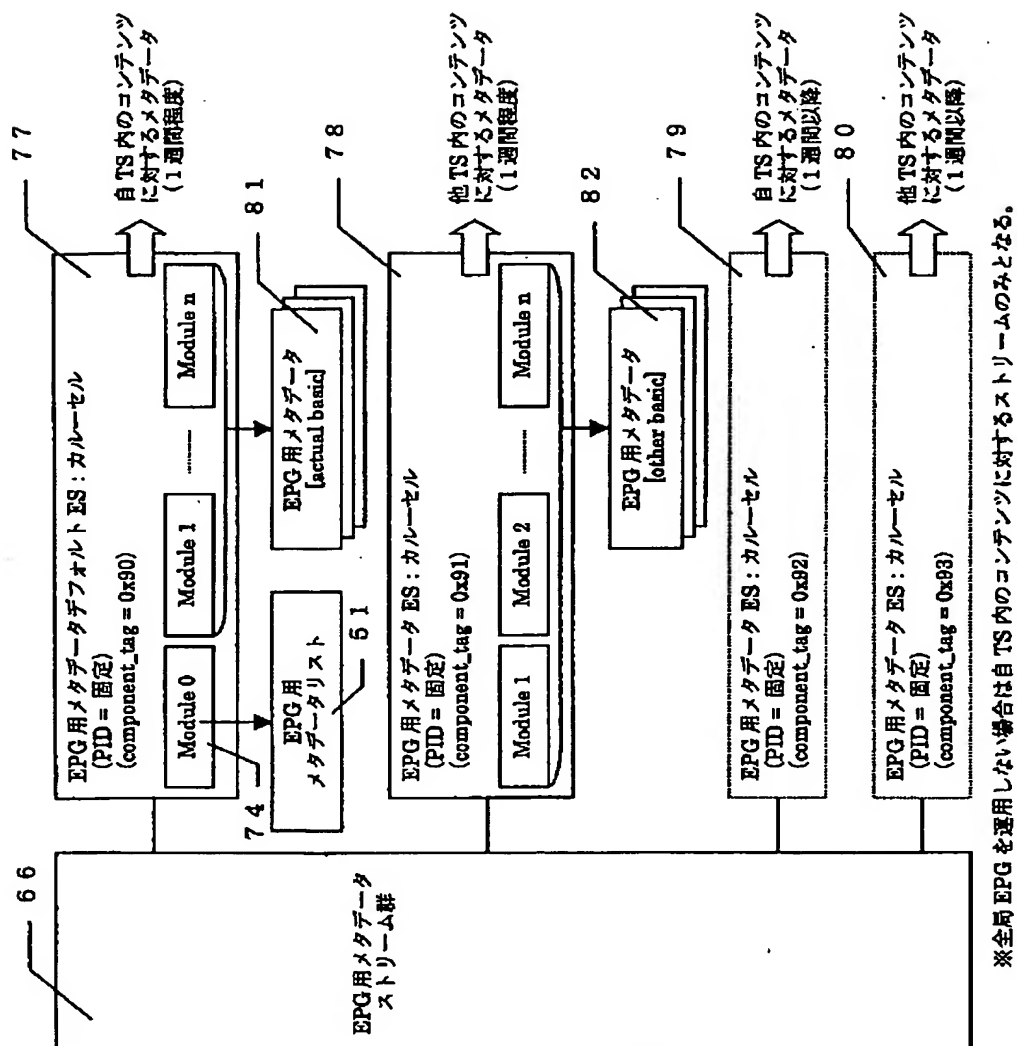 66
EPG用メタデータ
ストリーム群
77
EPG用メタデータデフォルトES：カルーセル
(PID = 固定)
(component_tag = 0x90)
Module 0
Module 1
Module n
自TS内のコンテンツ
に対するメタデータ
(1週間程度)
74
EPG用
メタデータリスト
51
EPG用メタデータ
[actual basic]
81
78
EPG用メタデータES：カルーセル
(PID = 固定)
(component_tag = 0x91)
Module 1
Module 2
Module n
他TS内のコンテンツ
に対するメタデータ
(1週間程度)
EPG用メタデータ
[other basic]
82
79
EPG用メタデータES：カルーセル
(PID = 固定)
(component_tag = 0x92)
自TS内のコンテンツ
に対するメタデータ
(1週間以降)
80
EPG用メタデータES：カルーセル
(PID = 固定)
(component_tag = 0x93)
他TS内のコンテンツ
に対するメタデータ
(1週間以降)
※全局EPGを運用しない場合は自TS内のコンテンツに対するストリームのみとなる。